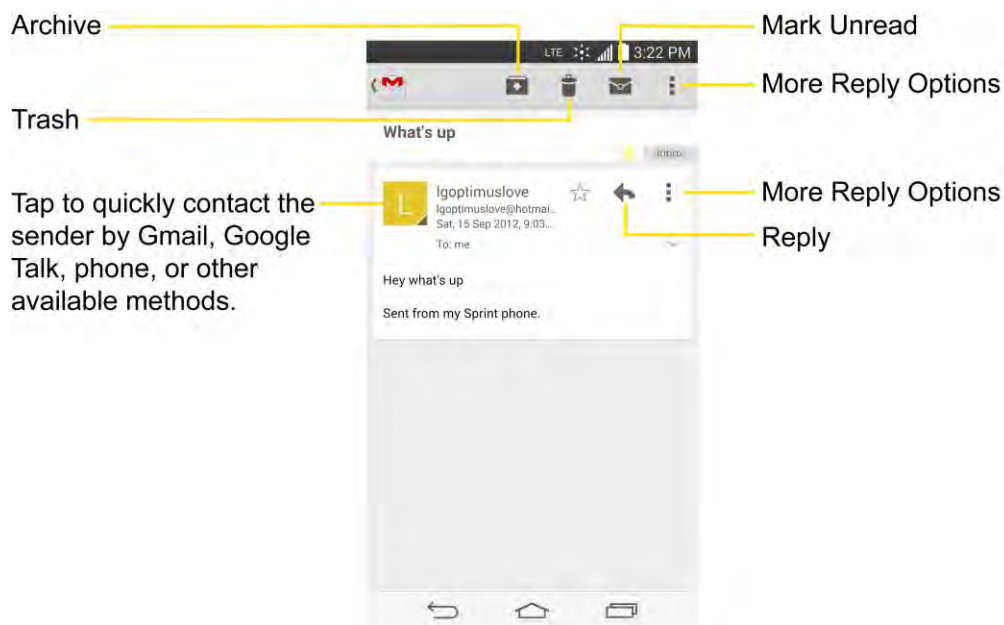 Archive
Mark Unread
LTE 3:22 PM
More Reply Options
Trash
What's up
Inbox
Tap to quickly contact the
sender by Gmail, Google
Talk, phone, or other
available methods.
L
lgoptimuslove
lgoptimuslove@hotmai..
Sat, 15 Sep 2012, 9:03...
To: me
More Reply Options
Reply
Hey what's up
Sent from my Sprint phone.